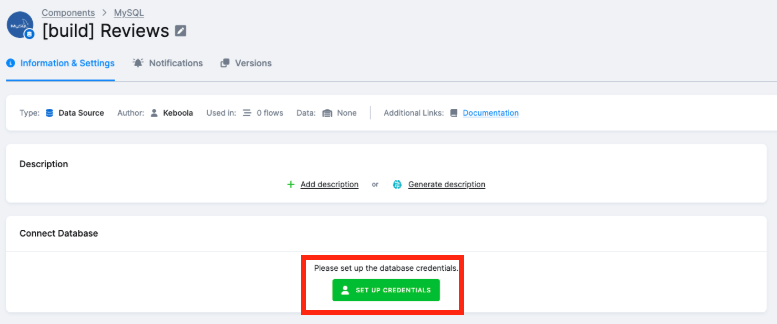 Components > MySQL
[build] Reviews
Information & Settings Notifications Versions
Type: Data Source Author: Keboola Used in: 0 flows Data: None Additional Links: Documentation
Description
Add description or Generate description
Connect Database
Please set up the database credentials.
SET UP CREDENTIALS